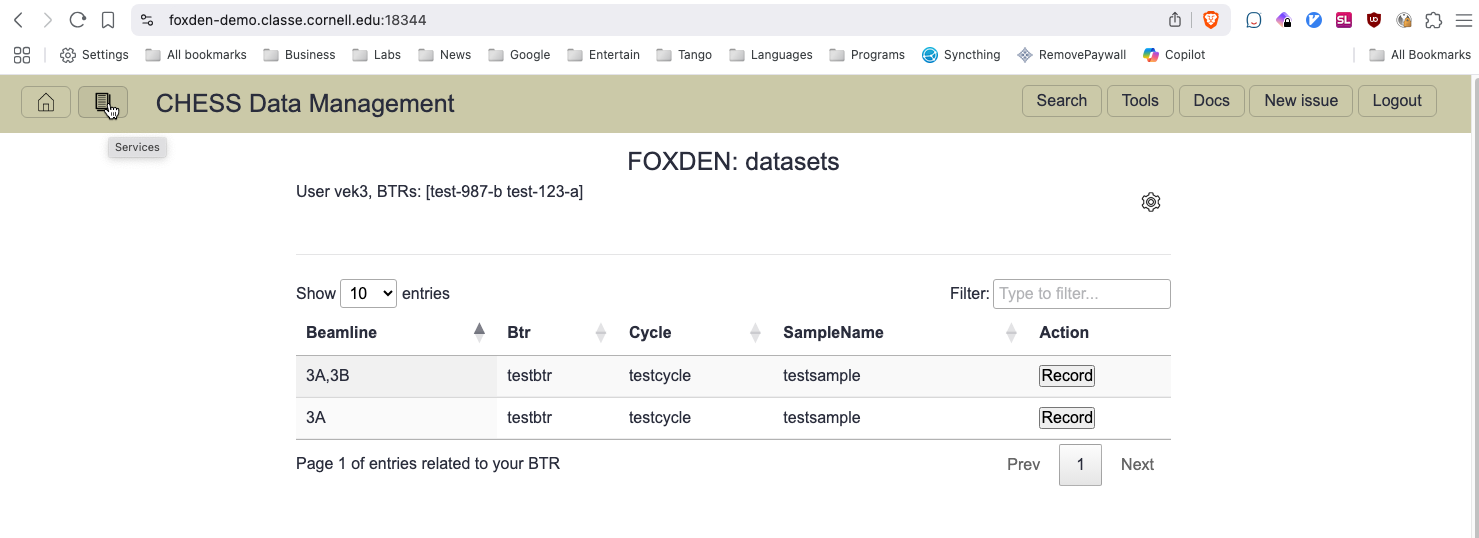 foxden-demo.classe.cornell.edu:18344
Settings All bookmarks Business Labs News Google Entertain Tango Languages Programs Syncthing RemovePaywall Copilot All Bookmarks
CHESS Data Management Search Tools Docs New issue Logout
Services
FOXDEN: datasets
User vek3, BTRs: [test-987-b test-123-a]
Show 10 entries Filter: Type to filter...
Beamline Btr Cycle SampleName Action
3A,3B testbtr testcycle testsample Record
3A testbtr testcycle testsample Record
Page 1 of entries related to your BTR Prev 1 Next